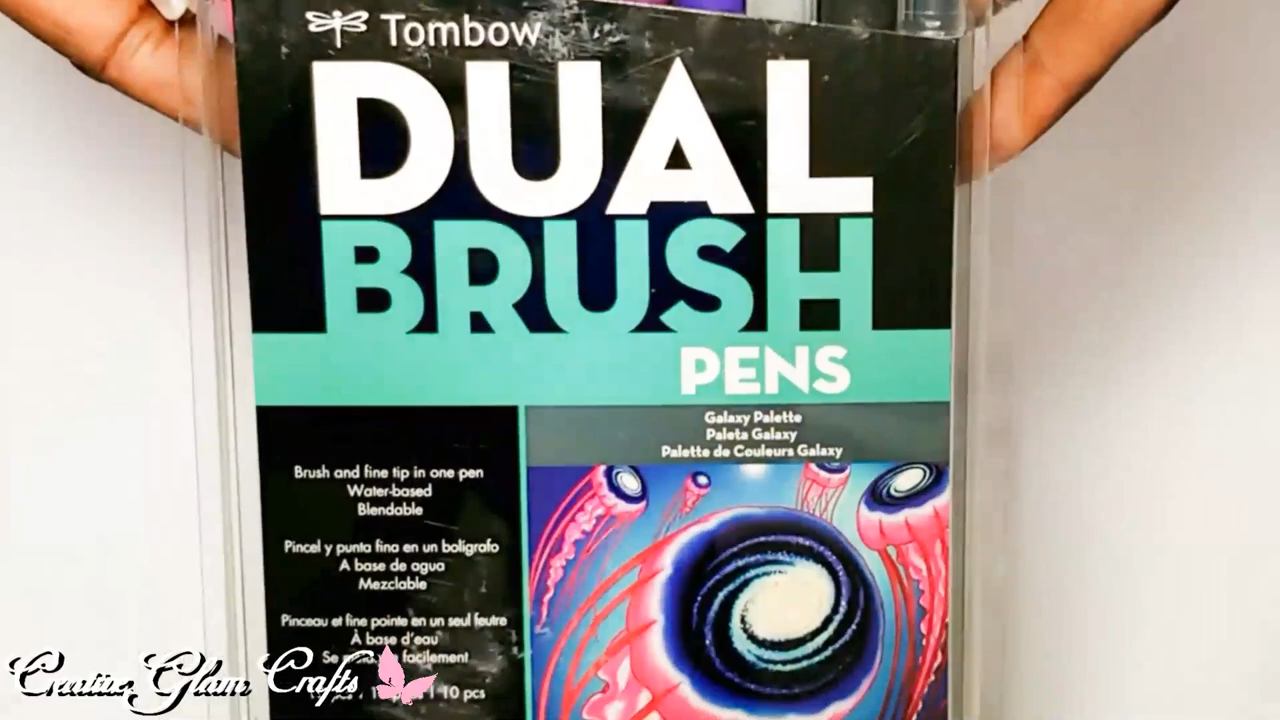 Tombow
DUAL
BRUSH
PENS
Galaxy Palette
Paleta Galaxy
Palette de Couleurs Galaxy
Brush and fine tip in one pen
Water-based
Blendable
Pincel y punta fina en un bolígrafo
A base de agua
Mezclable
Pinceau et fine pointe en un seul feutre
À base d'eau
Se facilement
10 pcs
Creative Glam Crafts